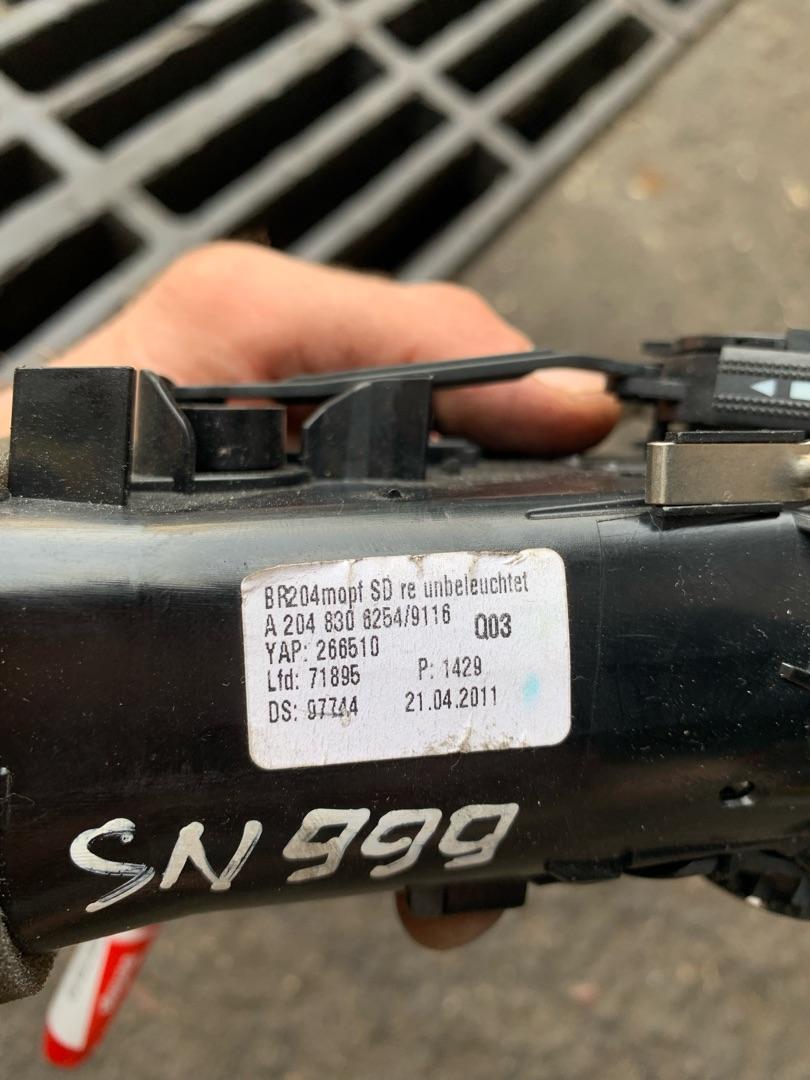 BR204mopf SD re unbeleuchtet
A 204 830 6254/9116 Q03
YAP: 266510
Lfd: 71895 P: 1429
DS: 97744 21.04.2011
SN 999